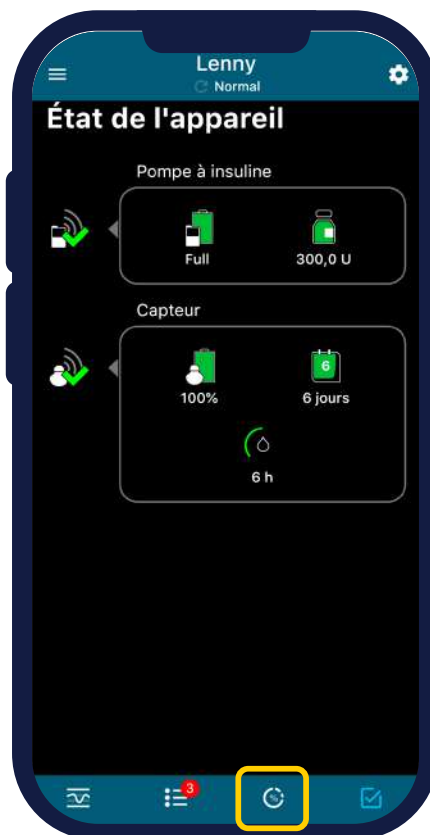 Lenny
Normal
État de l'appareil
Pompe à insuline
Full
300,0 U
Capteur
6
100%
6 jours
6 h
3
%